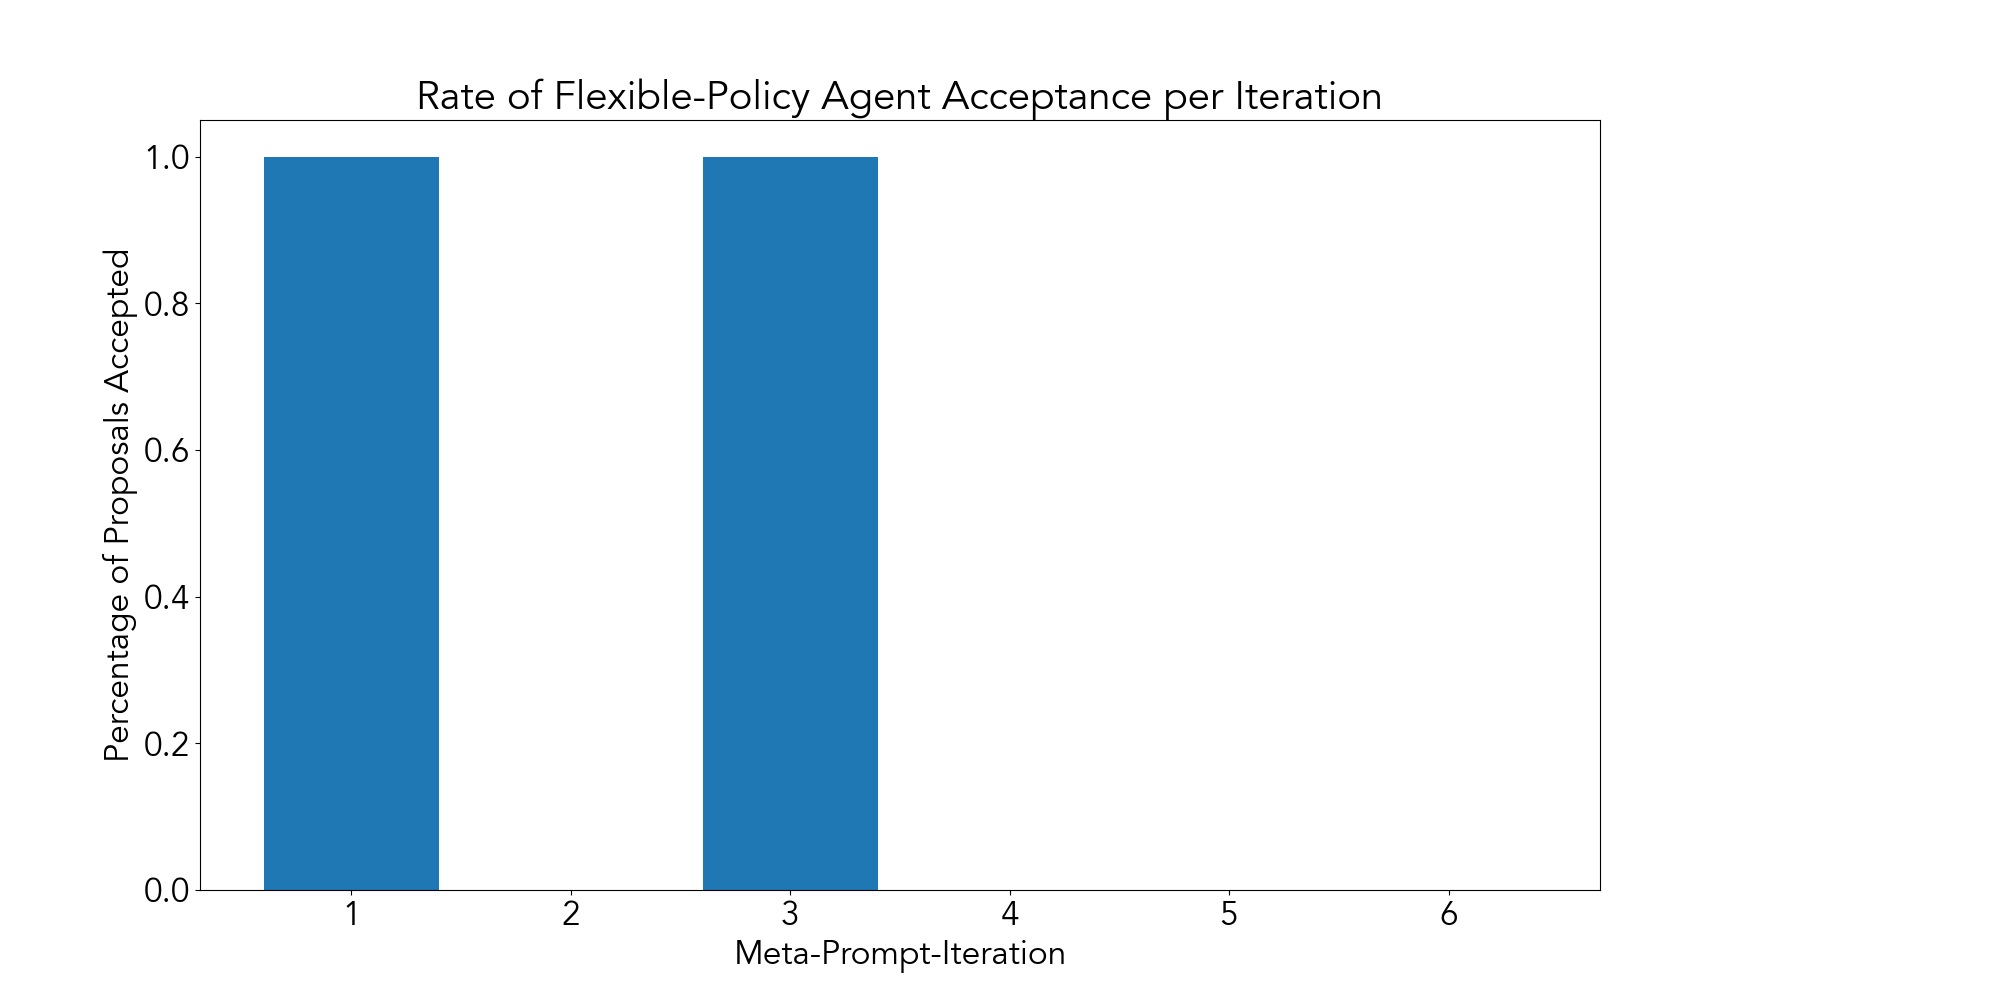 Rate of Flexible-Policy Agent Acceptance per Iteration
Percentage of Proposals Accepted
1.0
0.8
0.6
0.4
0.2
0.0
1 2 3 4 5 6
Meta-Prompt-Iteration